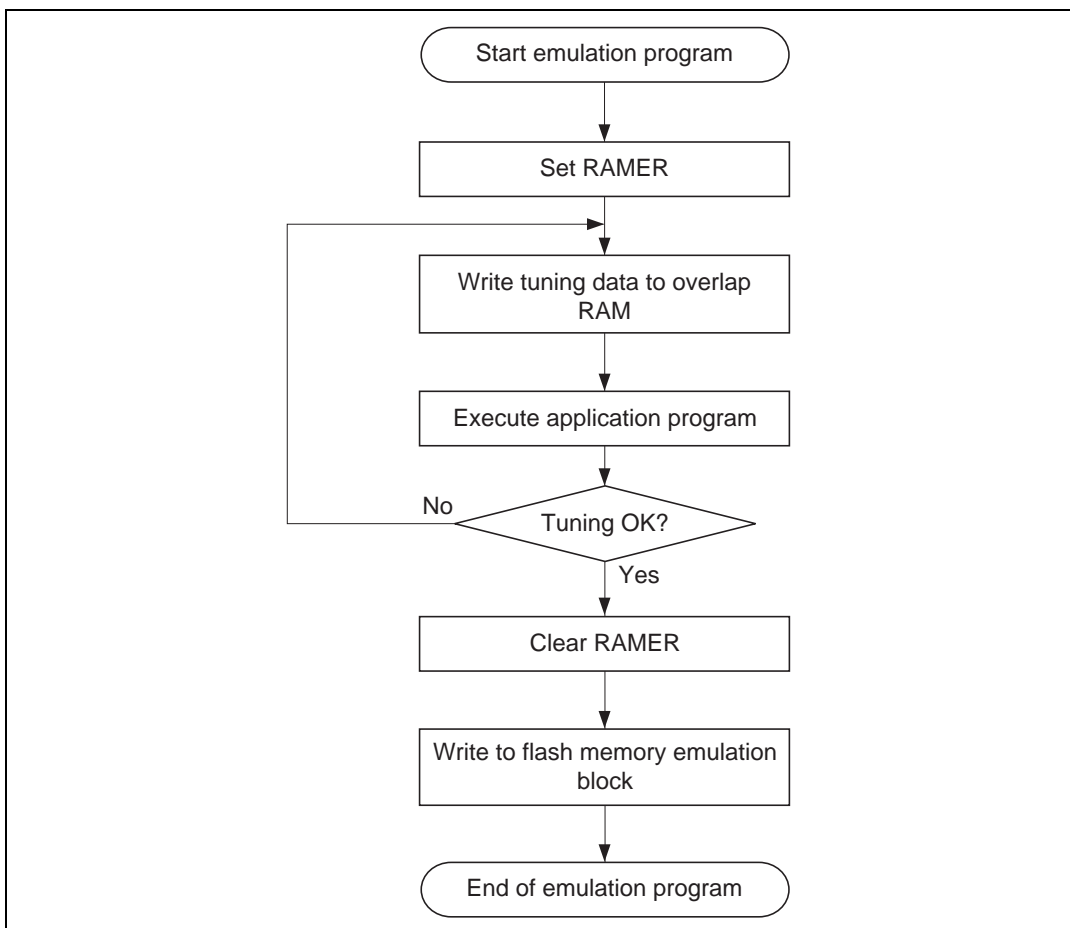 Start emulation program
Set RAMER
Write tuning data to overlap
RAM
Execute application program
No
Tuning OK?
Yes
Clear RAMER
Write to flash memory emulation
block
End of emulation program